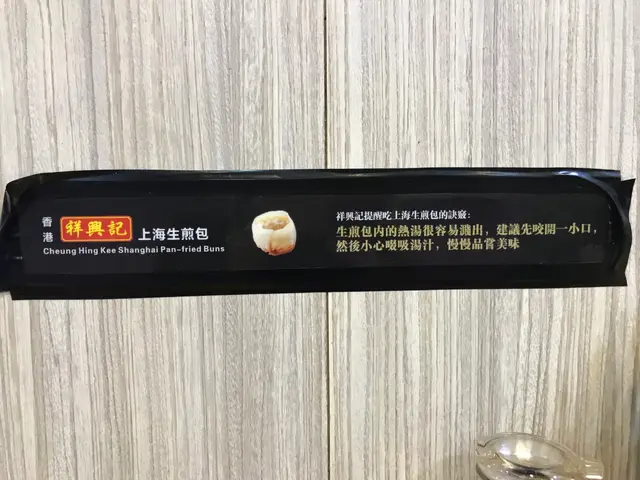 香港 祥興記 上海生煎包
Cheung Hing Kee Shanghai Pan-fried Buns
祥興記提醒吃上海生煎包的訣竅:
生煎包内的熱湯很容易濺出，建議先咬開一小口，
然後小心啜吸湯汁，慢慢品嘗美味